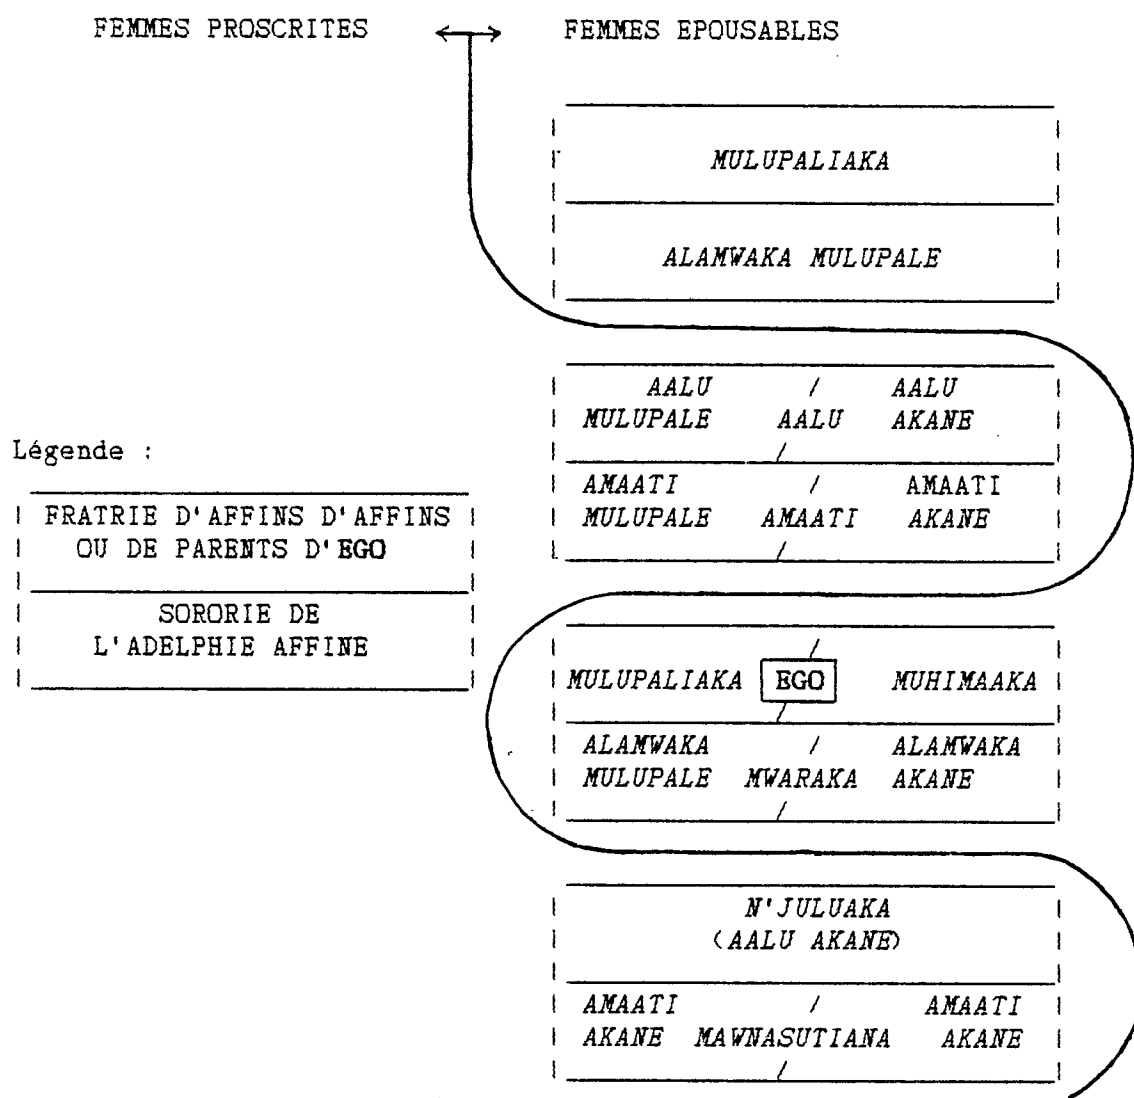 FEMMES PROSCRITES ←→ FEMMES EPOUSABLES
MULUPALIAKA
ALAMWAKA MULUPALE
AALU / AALU
MULUPALE AALU AKANE
/
AMAATI / AMAATI
MULUPALE AMAATI AKANE
/
Légende :
FRATRIE D'AFFINS D'AFFINS
OU DE PARENTS D'EGO
SORORIE DE
L'ADELPHIE AFFINE
/
MULUPALIAKA EGO MUHIMAAKA
/
ALAMWAKA / ALAMWAKA
MULUPALE MWARAKA AKANE
/
N'JULUAKA
(AALU AKANE)
AMAATI / AMAATI
AKANE MAWNASUTIANA AKANE
/